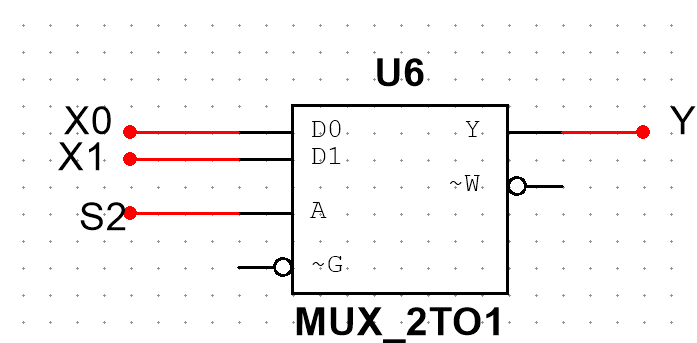 U6
X0 D0 Y Y
X1 D1
~W
S2 A
~G
MUX_2TO1